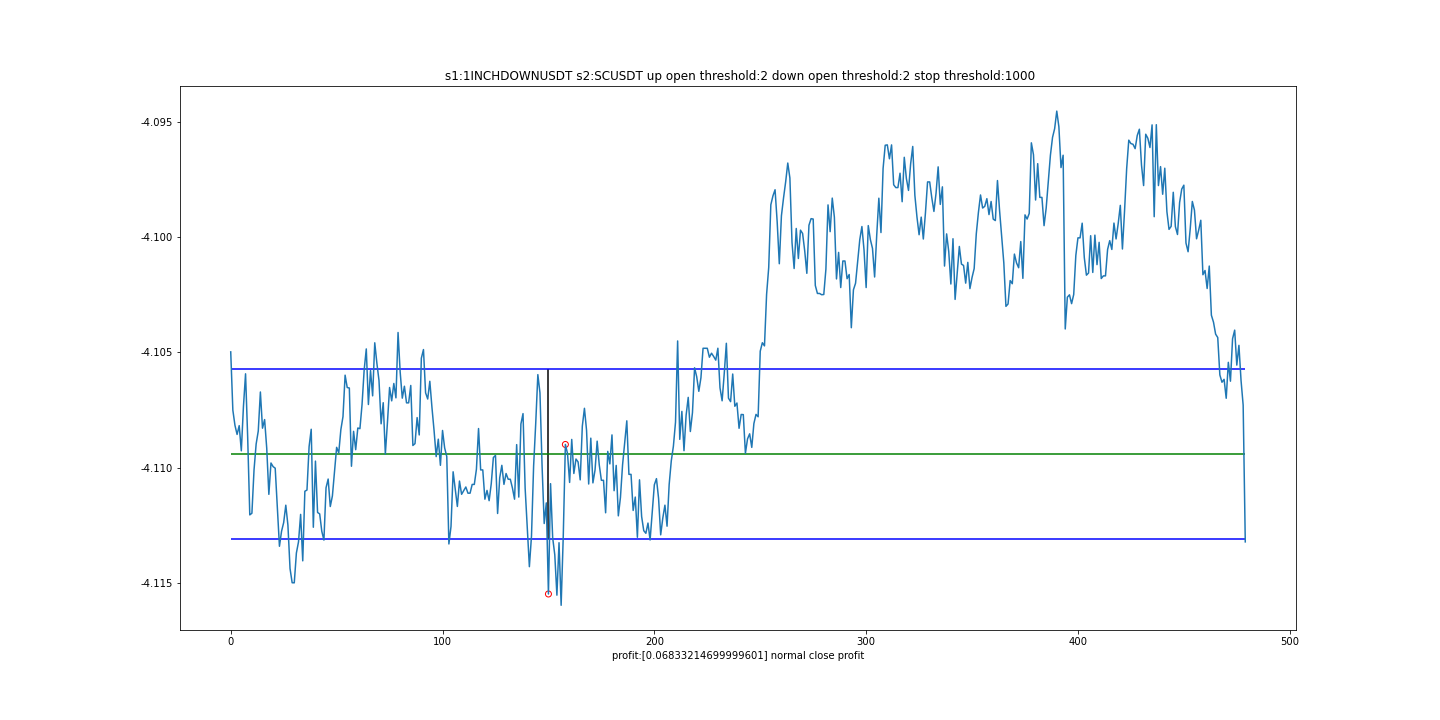 s1:1INCHDOWNUSDT s2:SCUSDT up open threshold:2 down open threshold:2 stop threshold:1000
-4.095
-4.100
-4.105
-4.110
-4.115
0 100 200 300 400 500
profit:[0.06833214699999601] normal close profit